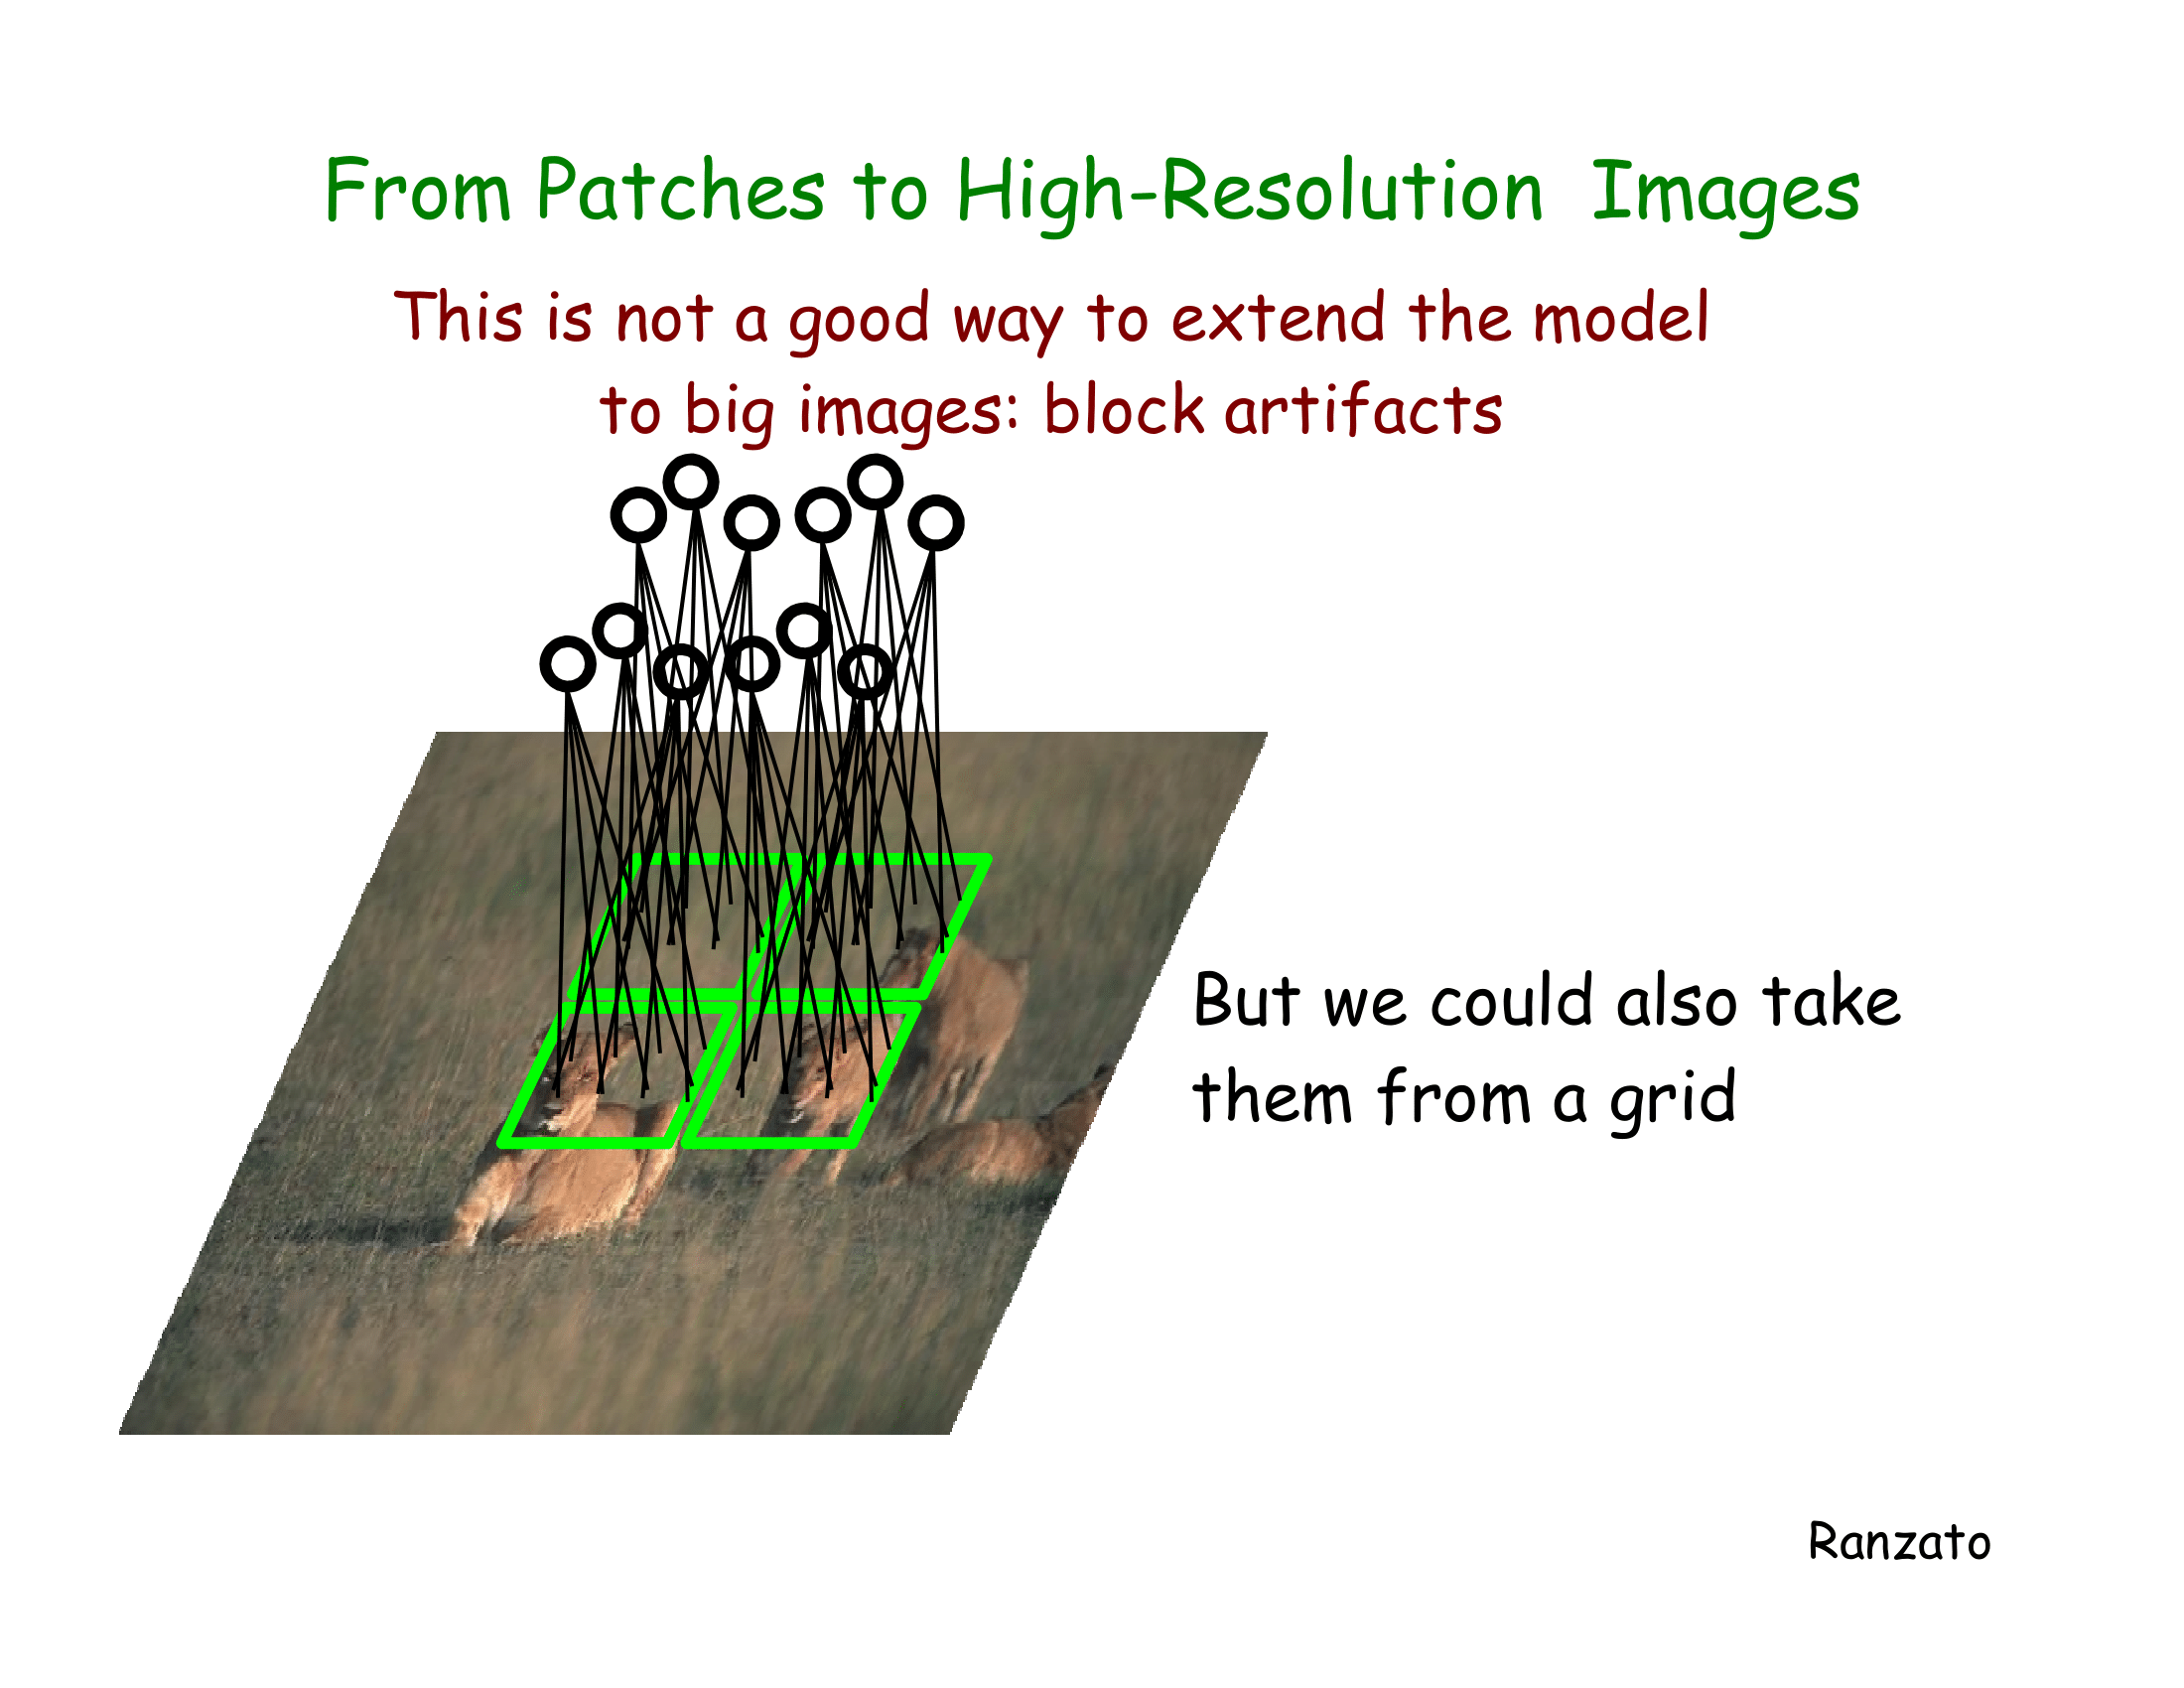 From Patches to High-Resolution Images
This is not a good way to extend the model
to big images: block artifacts
But we could also take
them from a grid
Ranzato